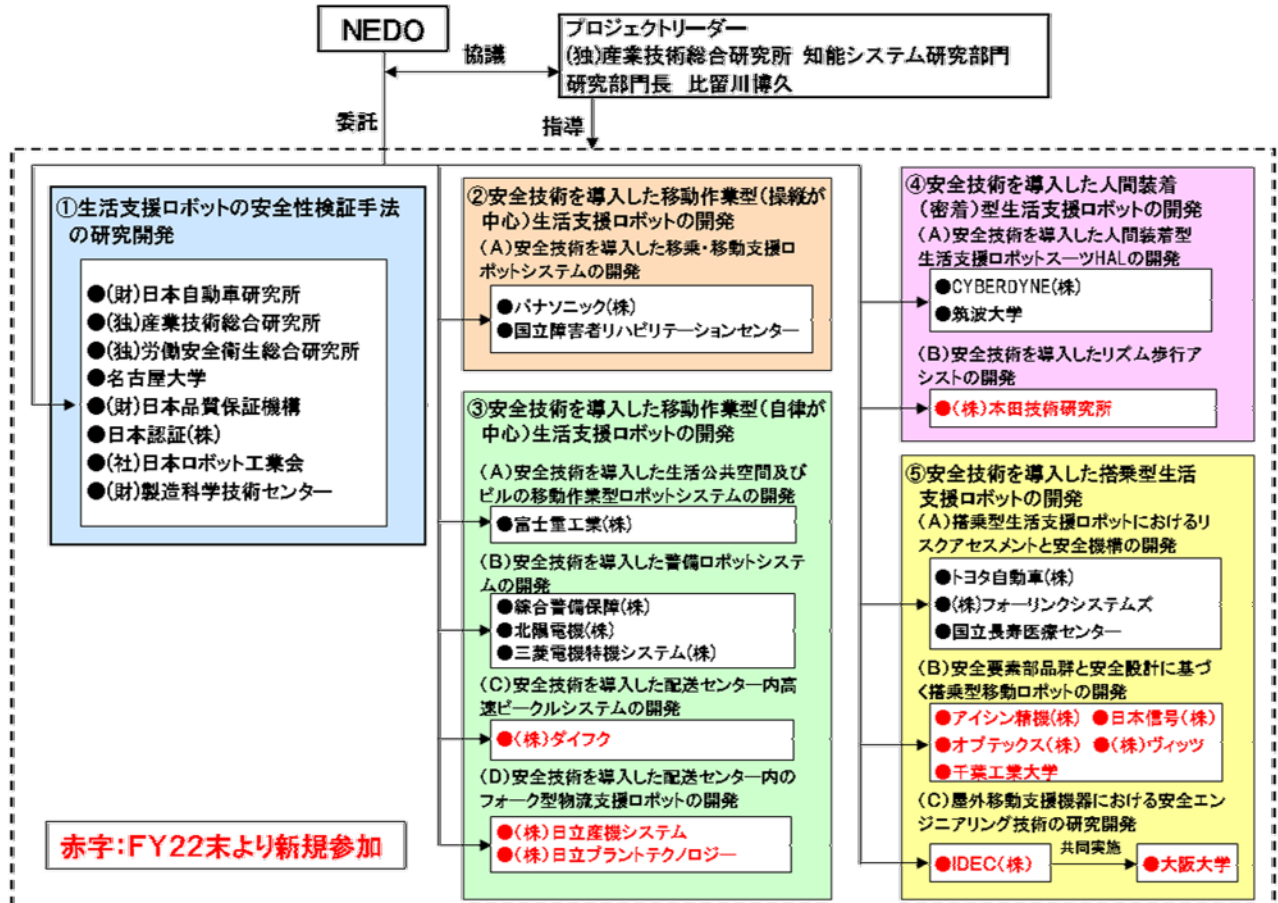 NEDO
協議
プロジェクトリーダー
(独)産業技術総合研究所 知能システム研究部門
研究部門長 比留川博久
委託
指導
①生活支援ロボットの安全性検証手法
の研究開発
●(財)日本自動車研究所
●(独)産業技術総合研究所
●(独)労働安全衛生総合研究所
●名古屋大学
●(財)日本品質保証機構
●日本認証(株)
●(社)日本ロボット工業会
●(財)製造科学技術センター
②安全技術を導入した移動作業型(操縦が
中心)生活支援ロボットの開発
(A)安全技術を導入した移乗・移動支援ロ
ボットシステムの開発
●パナソニック(株)
●国立障害者リハビリテーションセンター
③安全技術を導入した移動作業型(自律が
中心)生活支援ロボットの開発
(A)安全技術を導入した生活公共空間及び
ビルの移動作業型ロボットシステムの開発
●富士重工業(株)
(B)安全技術を導入した警備ロボットシステ
ムの開発
●綜合警備保障(株)
●北陽電機(株)
●三菱電機特機システム(株)
(C)安全技術を導入した配送センター内高
速ビークルシステムの開発
●(株)ダイフク
(D)安全技術を導入した配送センター内の
フォーク型物流支援ロボットの開発
●(株)日立産機システム
●(株)日立プラントテクノロジー
④安全技術を導入した人間装着
(密着)型生活支援ロボットの開発
(A)安全技術を導入した人間装着型
生活支援ロボットスーツHALの開発
●CYBERDYNE(株)
●筑波大学
(B)安全技術を導入したリズム歩行ア
シストの開発
●(株)本田技術研究所
⑤安全技術を導入した搭乗型生活
支援ロボットの開発
(A)搭乗型生活支援ロボットにおけるリ
スクアセスメントと安全機構の開発
●トヨタ自動車(株)
●(株)フォーリンクシステムズ
●国立長寿医療センター
(B)安全要素部品群と安全設計に基づ
く搭乗型移動ロボットの開発
●アイシン精機(株) ●日本信号(株)
●オプテックス(株) ●(株)ヴィッツ
●千葉工業大学
(C)屋外移動支援機器における安全エン
ジニアリング技術の研究開発
●IDEC(株) 共同実施 ●大阪大学
赤字:FY22末より新規参加